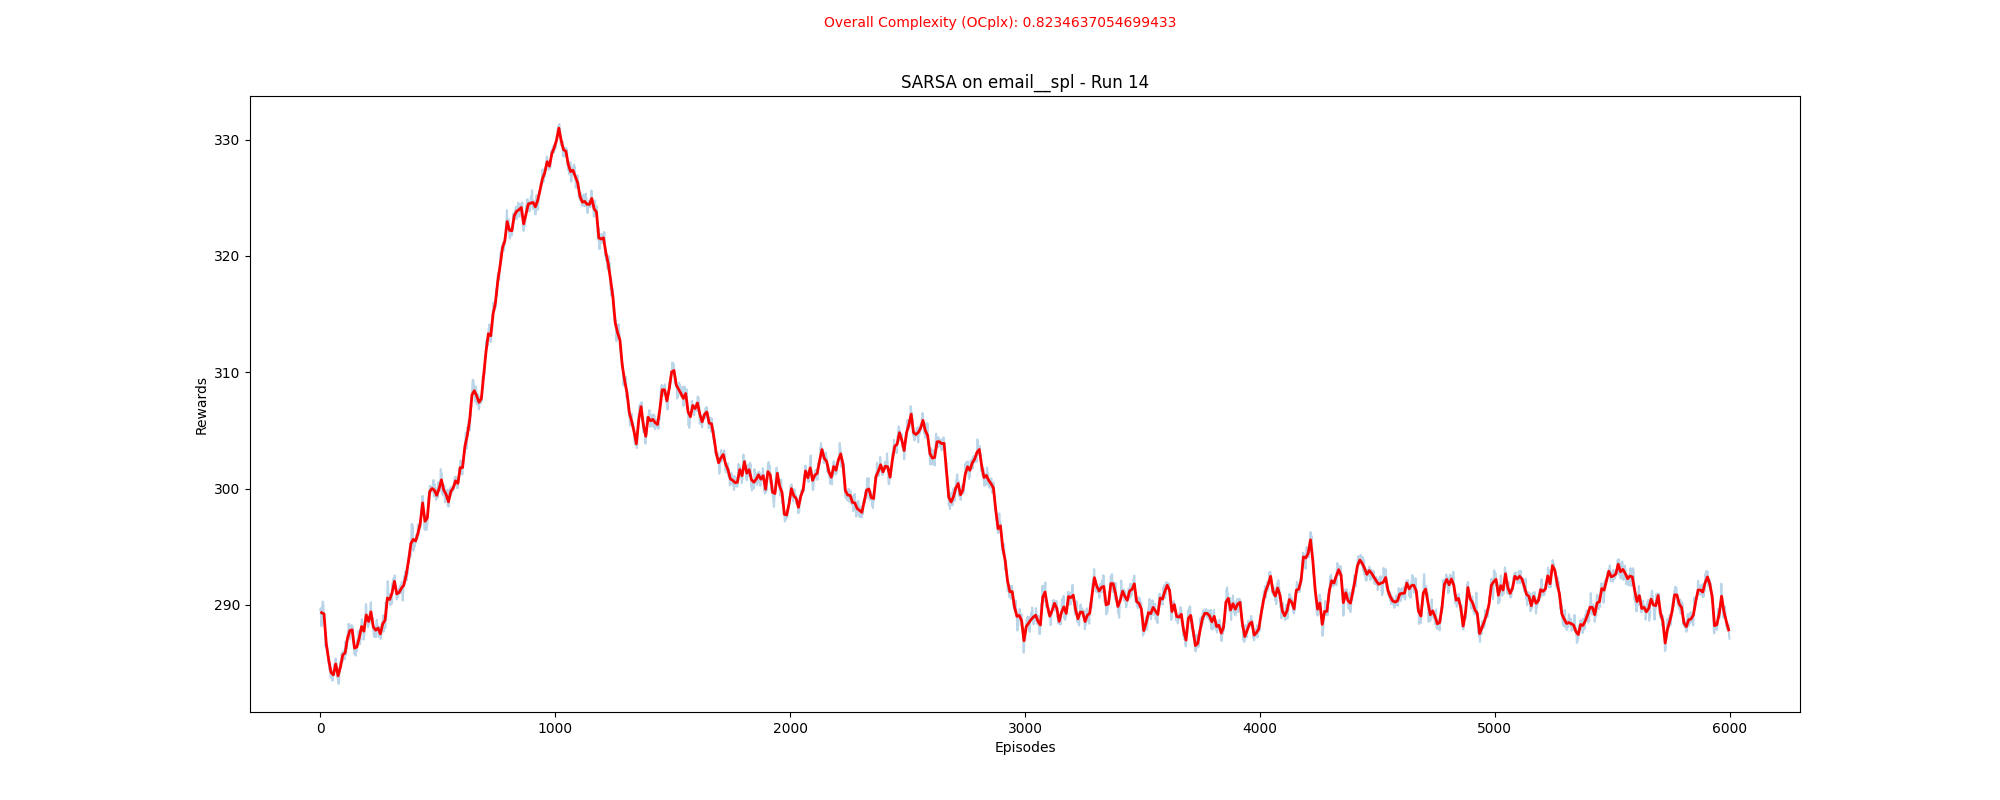 Overall Complexity (OCplx): 0.8234637054699433
SARSA on email__spl - Run 14
330
320
310
300
290
Rewards
0 1000 2000 3000 4000 5000 6000
Episodes